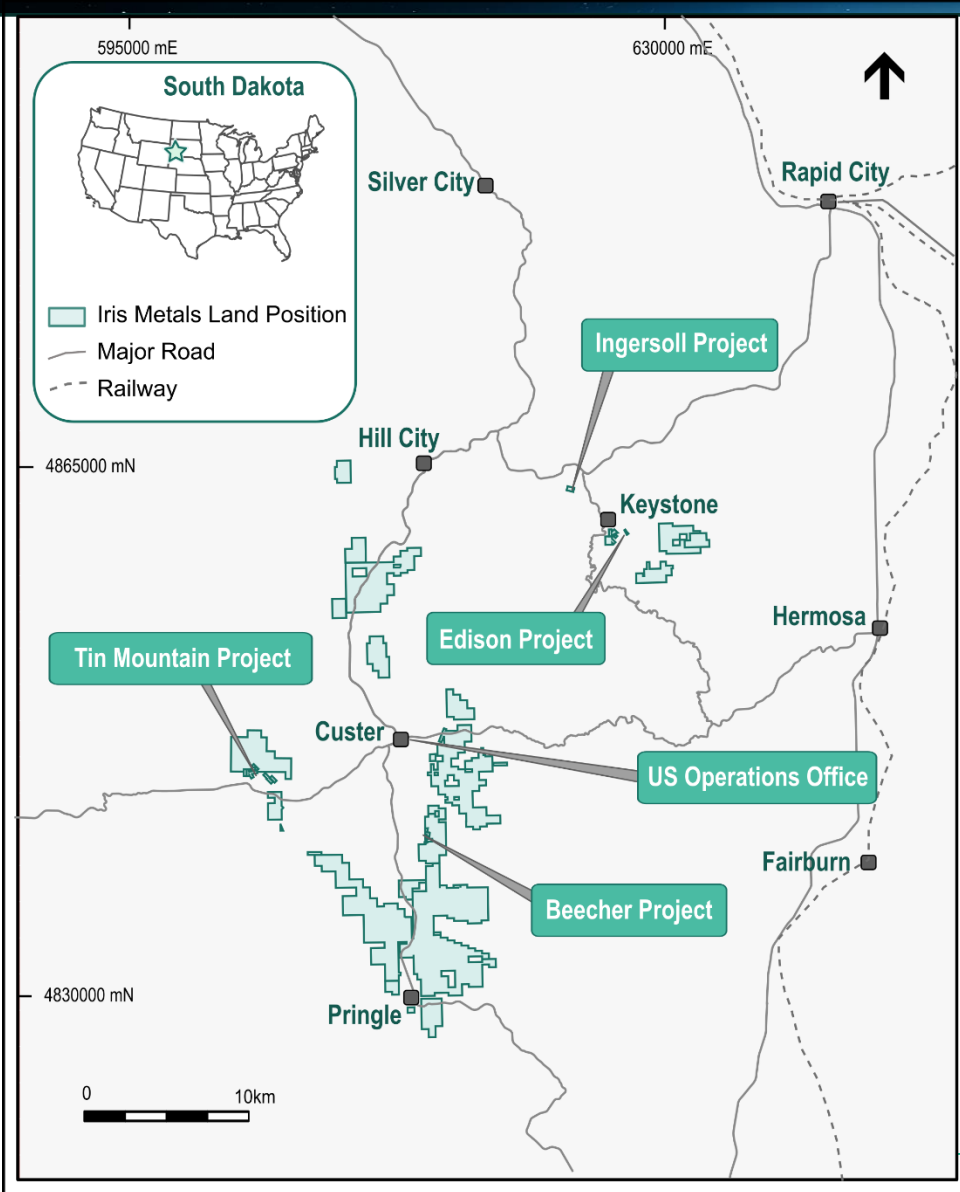 595000 mE
630000 mE
South Dakota
Iris Metals Land Position
Major Road
Railway
Silver City
Rapid City
Ingersoll Project
Hill City
4865000 mN
Keystone
Hermosa
Edison Project
Tin Mountain Project
Custer
US Operations Office
Fairburn
Beecher Project
4830000 mN
Pringle
0
10km